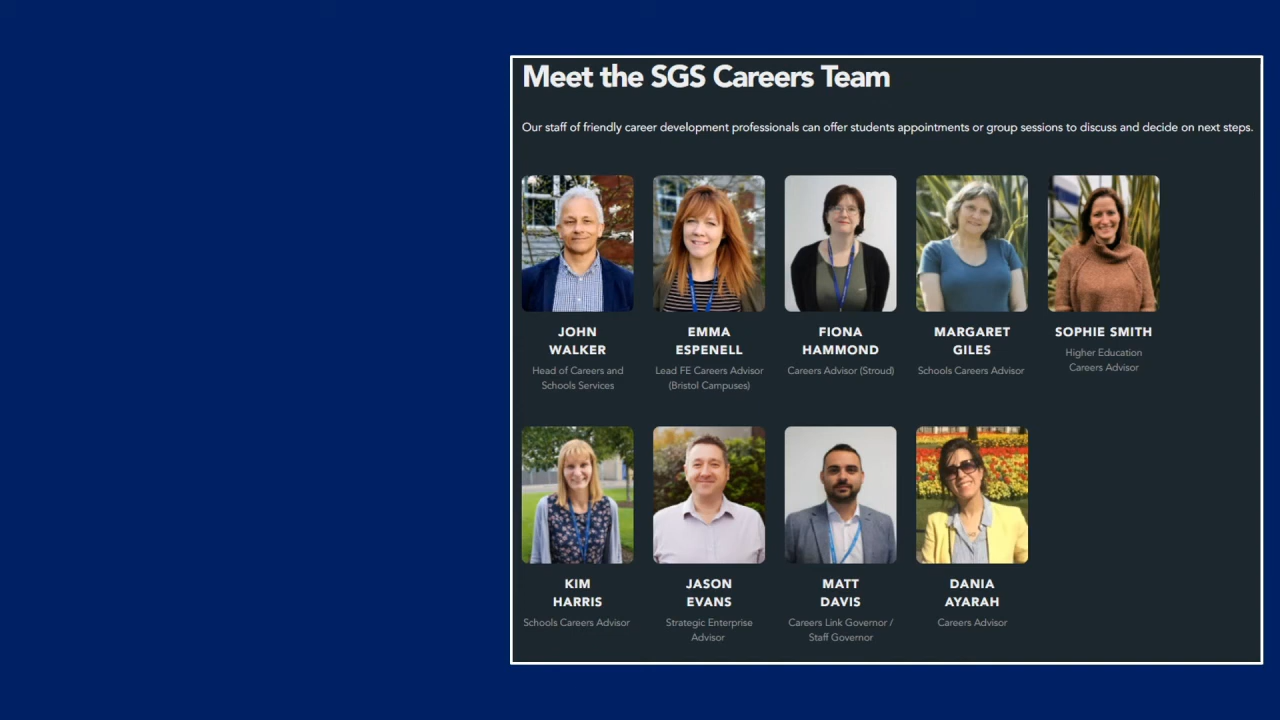 Meet the SGS Careers Team
Our staff of friendly career development professionals can offer students appointments or group sessions to discuss and decide on next steps.
JOHN
WALKER
Head of Careers and
Schools Services
EMMA
ESPENELL
Lead FE Careers Advisor
(Bristol Campuses)
FIONA
HAMMOND
Careers Advisor (Stroud)
MARGARET
GILES
Schools Careers Advisor
SOPHIE SMITH
Higher Education
Careers Advisor
KIM
HARRIS
Schools Careers Advisor
JASON
EVANS
Strategic Enterprise
Advisor
MATT
DAVIS
Careers Link Governor /
Staff Governor
DANIA
AYARAH
Careers Advisor